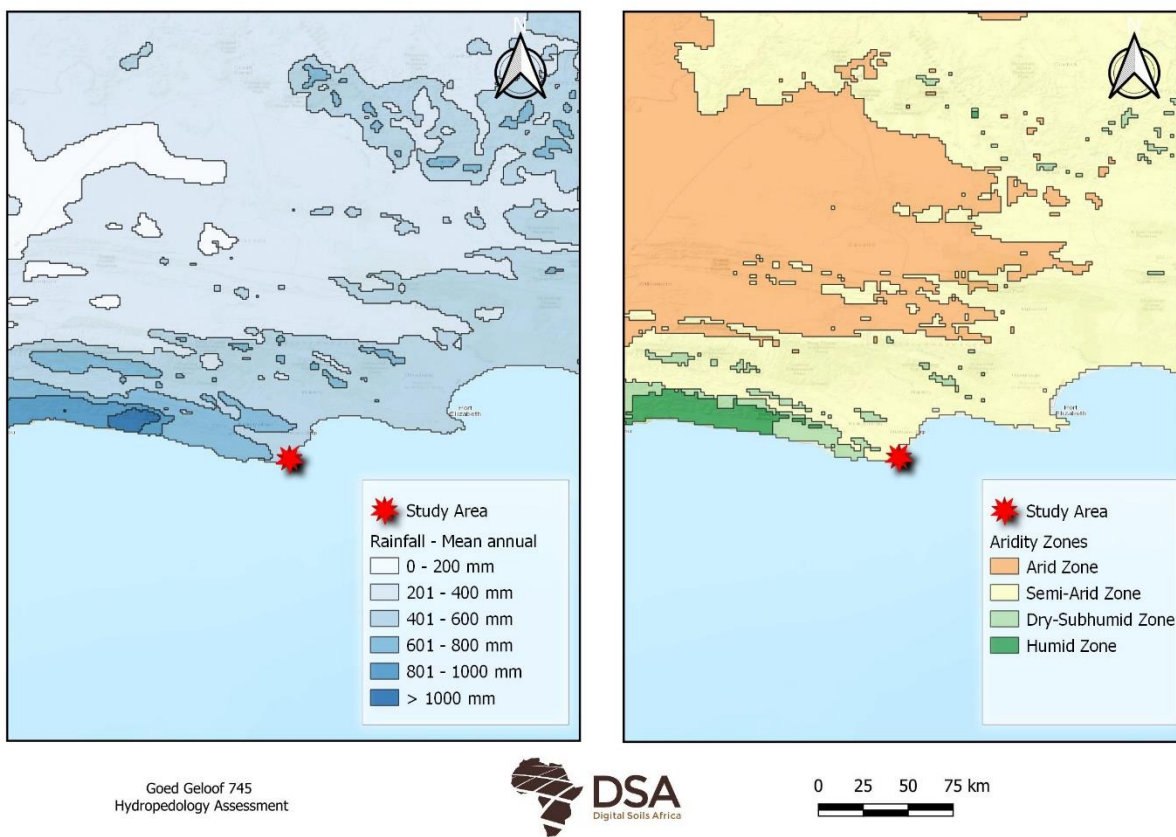 N
Port
Elizabeth
Study Area
Rainfall - Mean annual
0 - 200 mm
201 - 400 mm
401 - 600 mm
601 - 800 mm
801 - 1000 mm
> 1000 mm
N
Port
Elizabeth
Study Area
Aridity Zones
Arid Zone
Semi-Arid Zone
Dry-Subhumid Zone
Humid Zone
Goed Geloof 745
Hydropedology Assessment
DSA
Digital Soils Africa
0 25 50 75 km